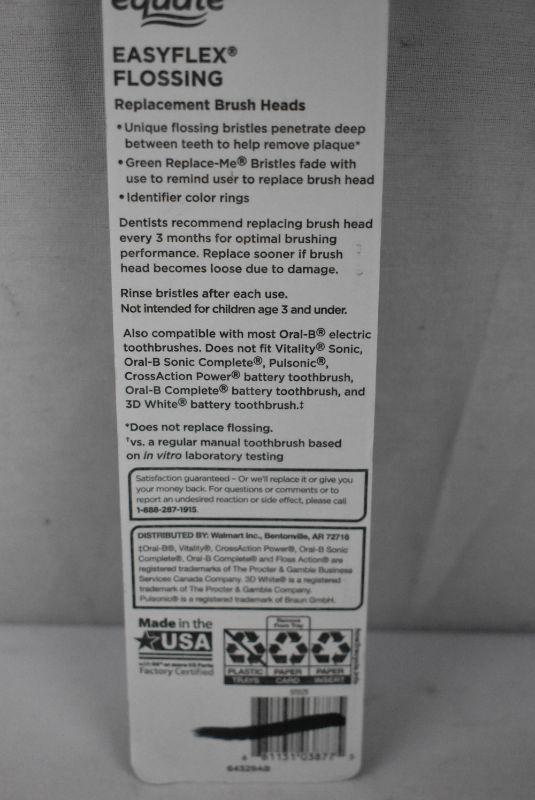 equate
EASYFLEX®
FLOSSING
Replacement Brush Heads
• Unique flossing bristles penetrate deep
between teeth to help remove plaque*
• Green Replace-Me® Bristles fade with
use to remind user to replace brush head
• Identifier color rings
Dentists recommend replacing brush head
every 3 months for optimal brushing
performance. Replace sooner if brush
head becomes loose due to damage.
Rinse bristles after each use.
Not intended for children age 3 and under.
Also compatible with most Oral-B® electric
toothbrushes. Does not fit Vitality® Sonic,
Oral-B Sonic Complete®, Pulsonic®,
CrossAction Power® battery toothbrush,
Oral-B Complete® battery toothbrush, and
3D White® battery toothbrush.‡
*Does not replace flossing.
†vs. a regular manual toothbrush based
on in vitro laboratory testing
Satisfaction guaranteed – Or we'll replace it or give you
your money back. For questions or comments or to
report an undesired reaction or side effect, please call
1-888-287-1915.
DISTRIBUTED BY: Walmart Inc., Bentonville, AR 72716
‡Oral-B®, Vitality®, CrossAction Power®, Oral-B Sonic
Complete®, Oral-B Complete® and Floss Action® are
registered trademarks of The Procter & Gamble Business
Services Canada Company. 3D White® is a registered
trademark of The Procter & Gamble Company.
Pulsonic® is a registered trademark of Braun GmbH.
Made in the
USA
Factory Certified
Remove
From Tray
PLASTIC PAPER PAPER
TRAYS CARD INSERT
how2recycle.info
6 81131 03877 5